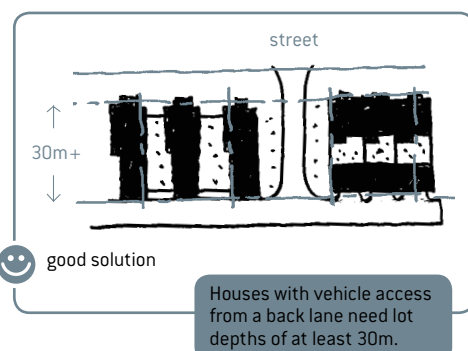 street
30m+
good solution
Houses with vehicle access
from a back lane need lot
depths of at least 30m.